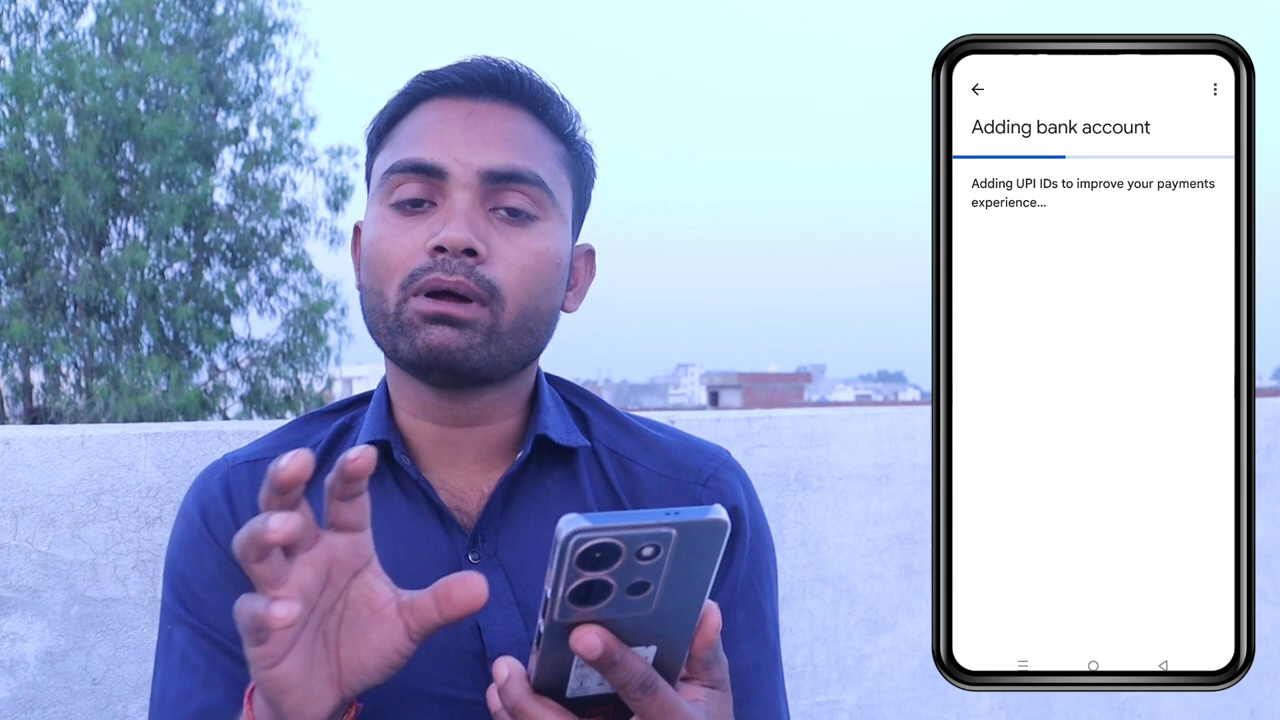 Adding bank account
Adding UPI IDs to improve your payments
experience...